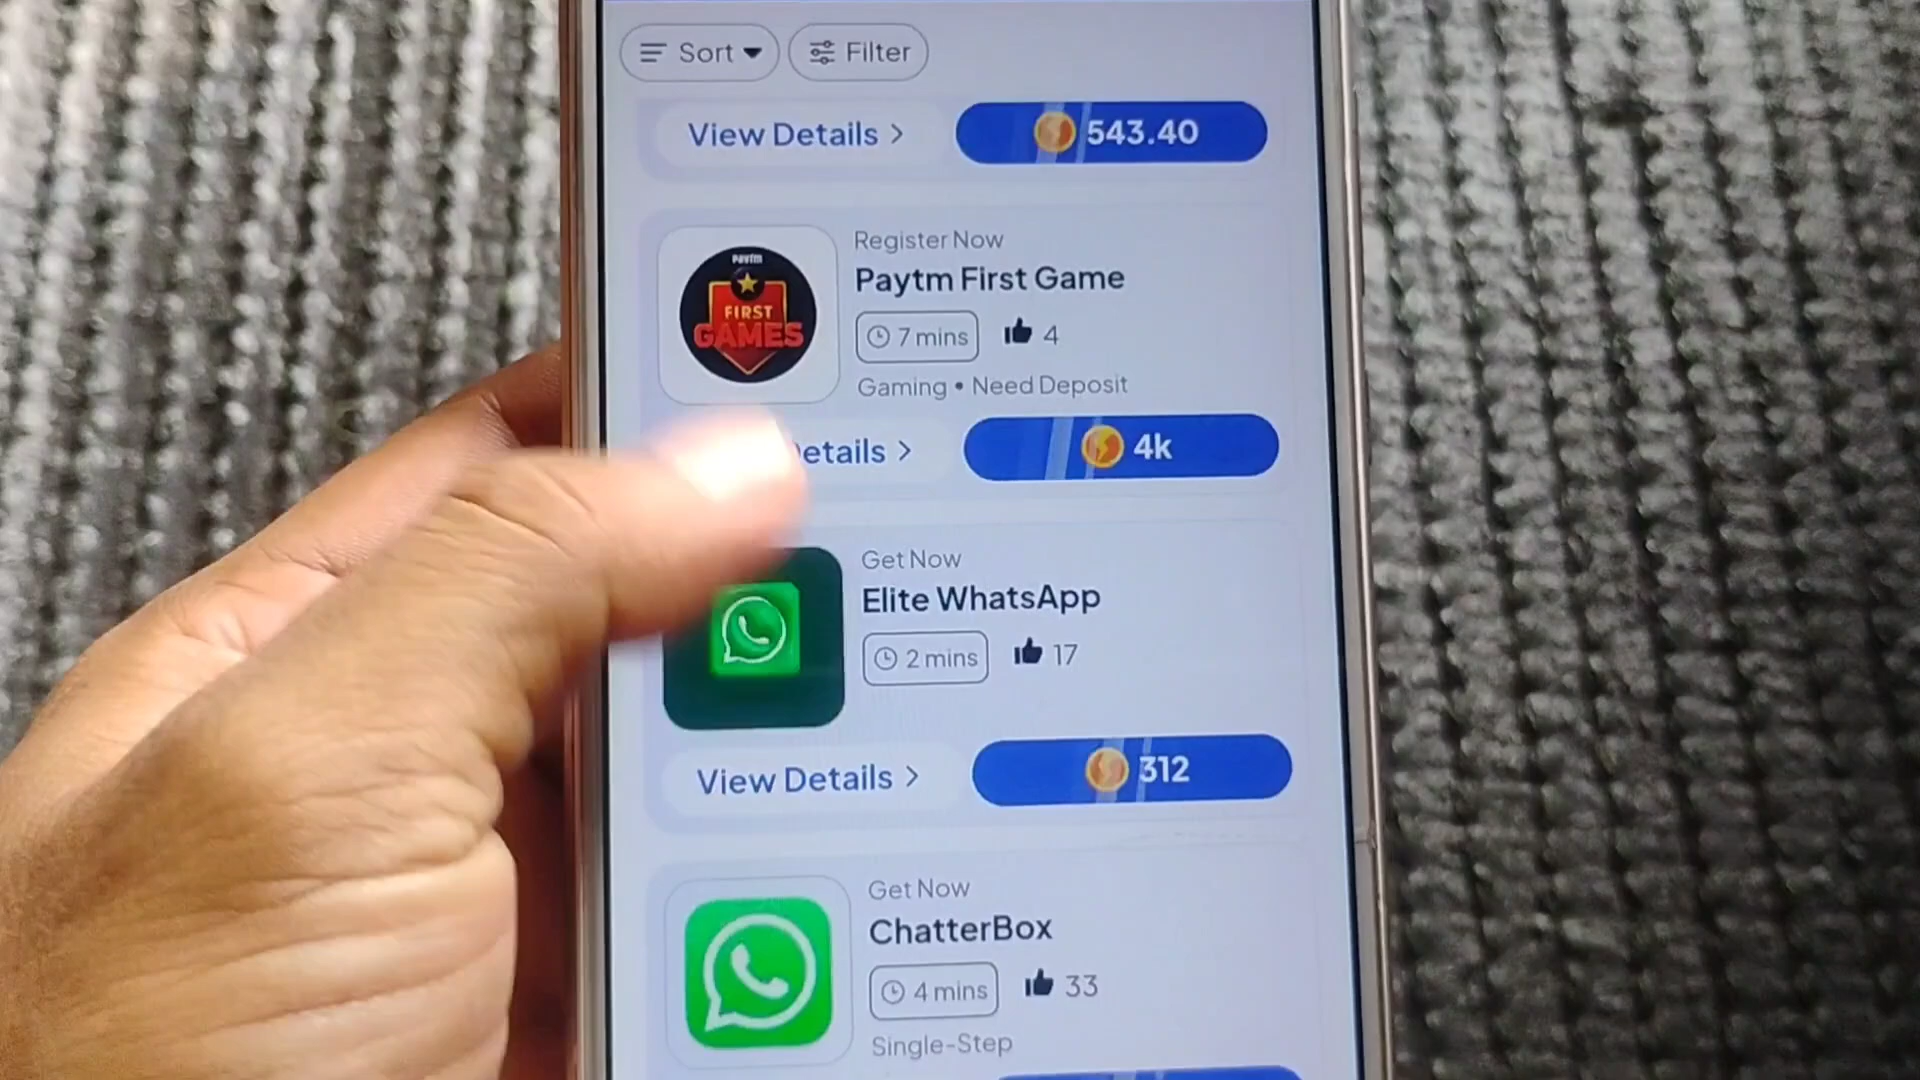 Sort
Filter
View Details >
543.40
Register Now
Paytm First Game
7 mins
4
Gaming • Need Deposit
Paytm
FIRST
GAMES
Details >
4k
Get Now
Elite WhatsApp
2 mins
17
View Details >
312
Get Now
ChatterBox
4 mins
33
Single-Step